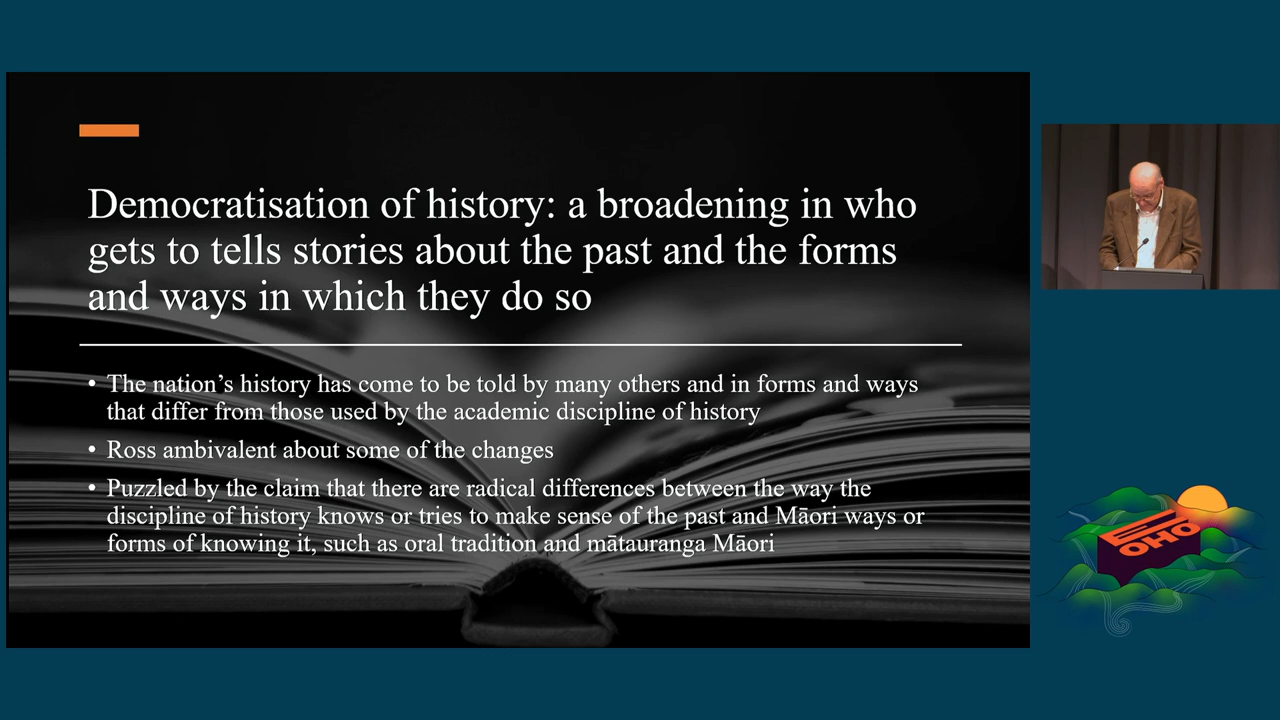 Democratisation of history: a broadening in who
gets to tells stories about the past and the forms
and ways in which they do so
• The nation’s history has come to be told by many others and in forms and ways
that differ from those used by the academic discipline of history
• Ross ambivalent about some of the changes
• Puzzled by the claim that there are radical differences between the way the
discipline of history knows or tries to make sense of the past and Māori ways or
forms of knowing it, such as oral tradition and mātauranga Māori
E
OHO